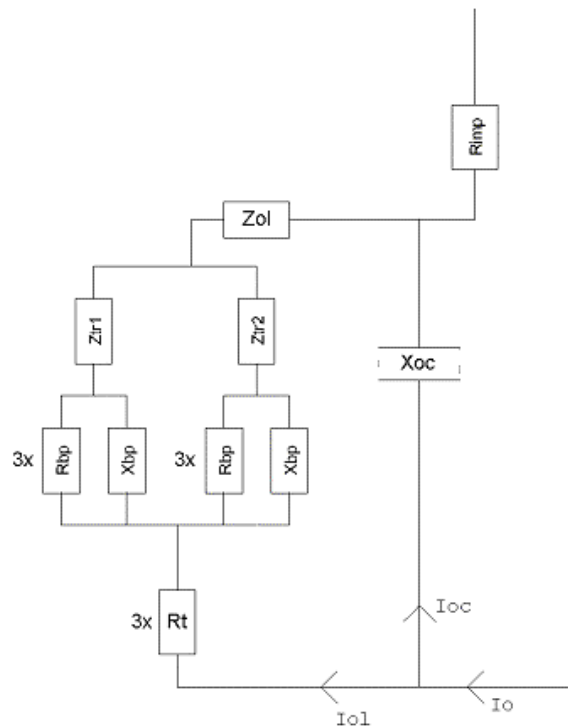 Rimp
Zol
Ztr1
Ztr2
Xoc
3x Rbp Xbp 3x Rbp Xbp
Ioc
3x Rt
Io
Iol